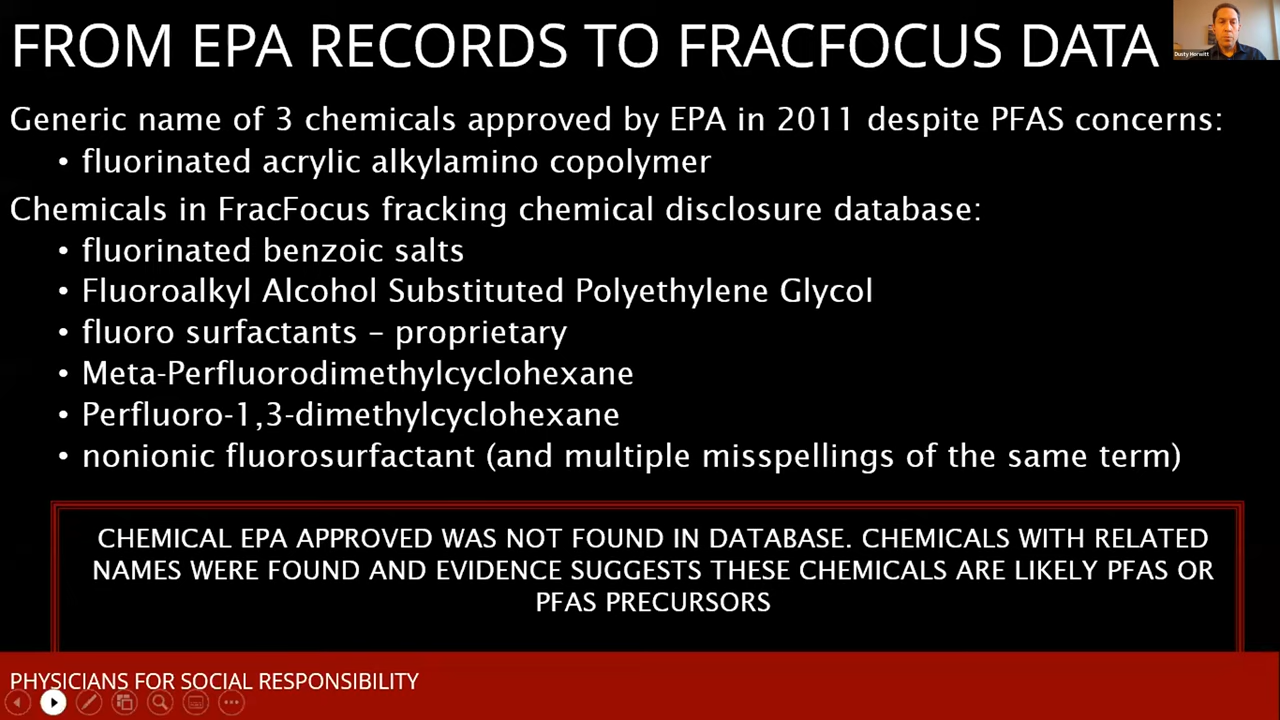 FROM EPA RECORDS TO FRACFOCUS DATA
Dusty Horwitt
Generic name of 3 chemicals approved by EPA in 2011 despite PFAS concerns:
• fluorinated acrylic alkylamino copolymer
Chemicals in FracFocus fracking chemical disclosure database:
• fluorinated benzoic salts
• Fluoroalkyl Alcohol Substituted Polyethylene Glycol
• fluoro surfactants – proprietary
• Meta-Perfluorodimethylcyclohexane
• Perfluoro-1,3-dimethylcyclohexane
• nonionic fluorosurfactant (and multiple misspellings of the same term)
CHEMICAL EPA APPROVED WAS NOT FOUND IN DATABASE. CHEMICALS WITH RELATED
NAMES WERE FOUND AND EVIDENCE SUGGESTS THESE CHEMICALS ARE LIKELY PFAS OR
PFAS PRECURSORS
PHYSICIANS FOR SOCIAL RESPONSIBILITY